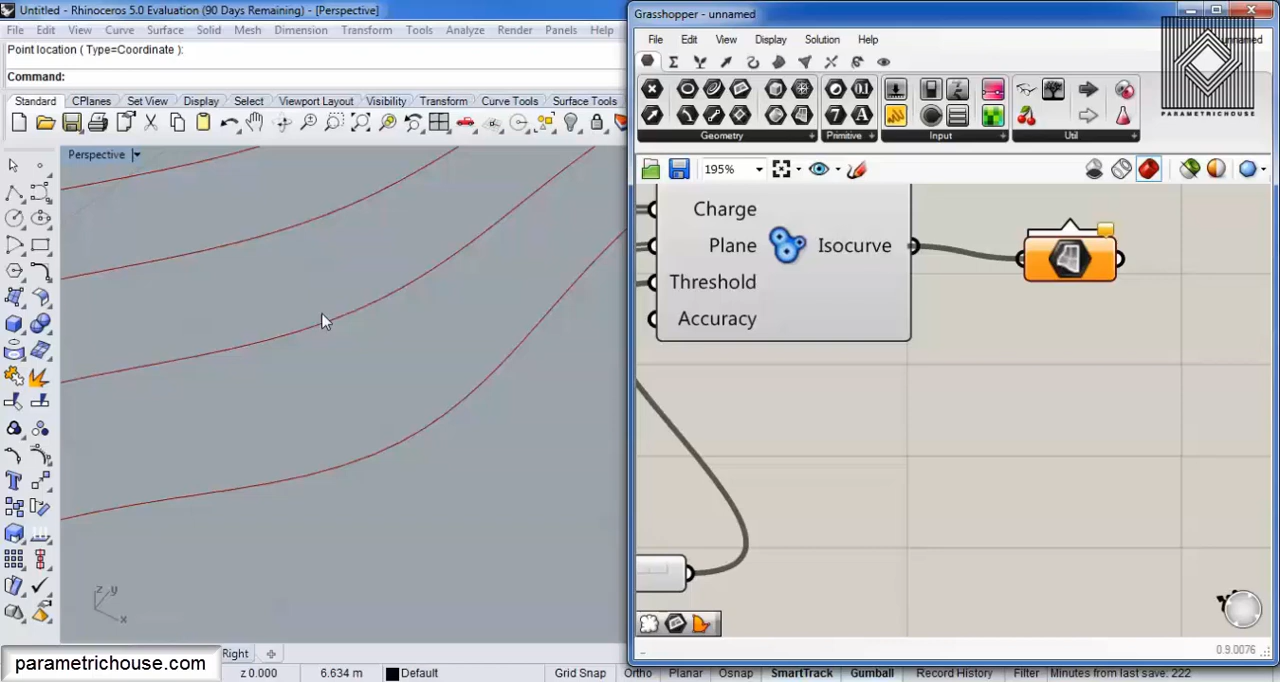 Untitled - Rhinoceros 5.0 Evaluation (90 Days Remaining) - [Perspective]
File Edit View Curve Surface Solid Mesh Dimension Transform Tools Analyze Render Panels Help
Point location ( Type=Coordinate ):
Command:
Standard CPlanes Set View Display Select Viewport Layout Visibility Transform Curve Tools Surface Tools
Perspective
z y
x
Right
z 0.000 6.634 m Default Grid Snap Ortho Planar Osnap SmartTrack Gumball Record History Filter Minutes from last save: 222
parametrichouse.com
Grasshopper - unnamed
File Edit View Display Solution Help
unnamed
PARAMETRICHOUSE
Geometry Primitive Input Util
195%
Charge
Plane Isocurve
Threshold
Accuracy
0.9.0076